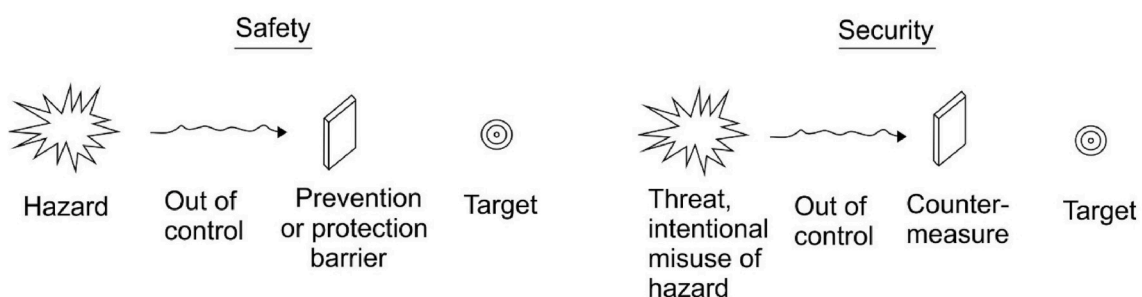 Safety
Hazard
Out of
control
Prevention
or protection
barrier
Target
Security
Threat,
intentional
misuse of
hazard
Out of
control
Counter-
measure
Target